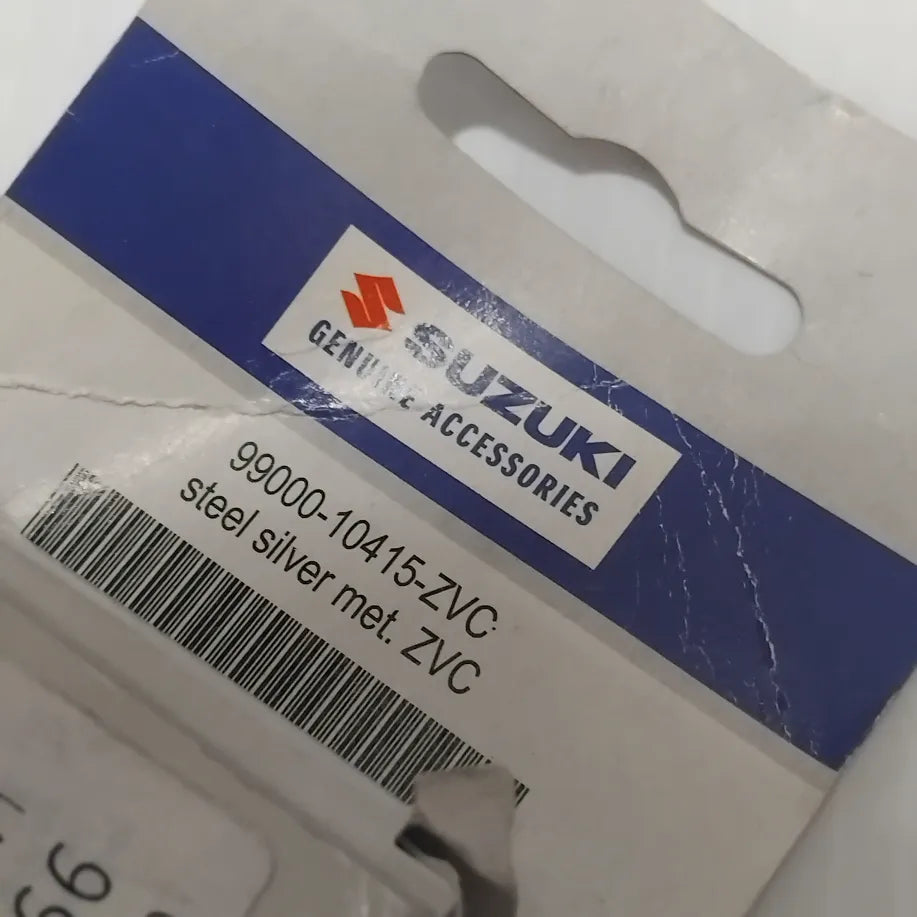 SUZUKI
GENUINE ACCESSORIES
99000-10415-ZVC
steel silver met. ZVC